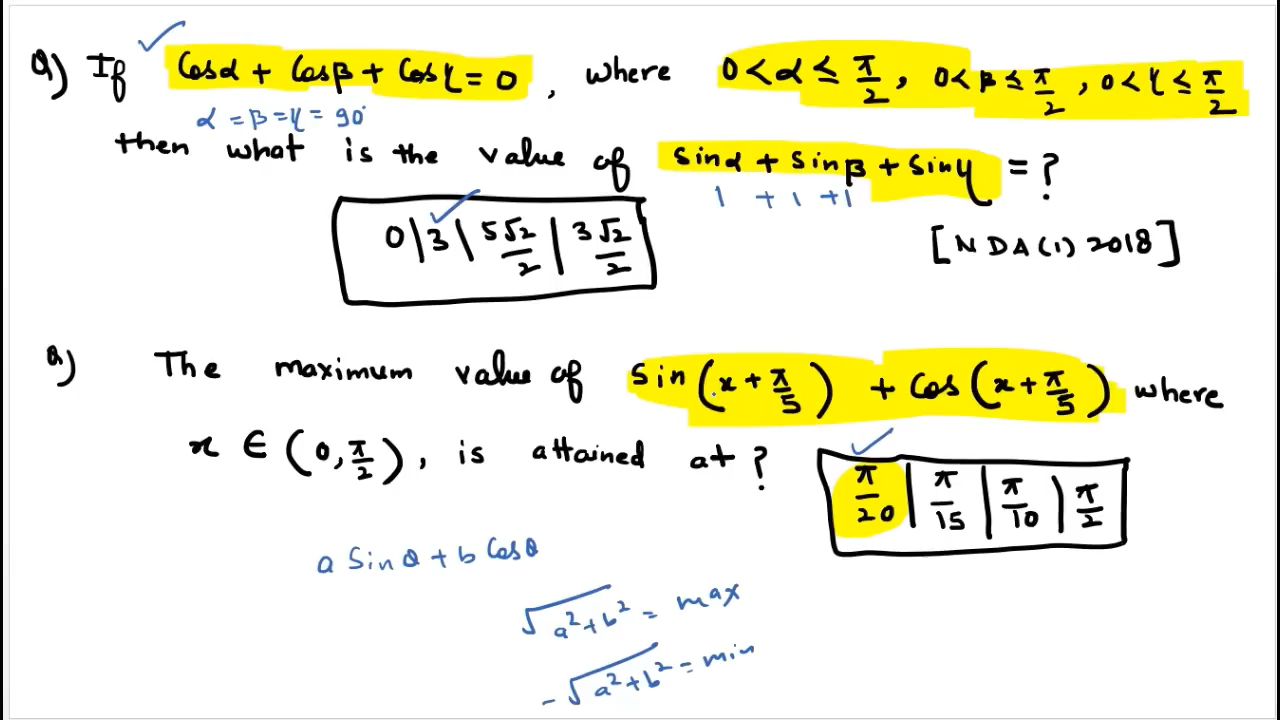 Q) If Cosα + Cosβ + Cosγ = 0 , where 0 < α ≤ π/2, 0 < β ≤ π/2, 0 < γ ≤ π/2
α = β = γ = 90°
then what is the value of sinα + sinβ + sinγ = ?
1 + 1 + 1
0 | 3 | 5√2/2 | 3√2/2
[NDA(1) 2018]
Q) The maximum value of sin(x + π/5) + Cos(x + π/5) where
x ∈ (0, π/2), is attained at ?
π/20 | π/15 | π/10 | π/2
a Sinθ + b Cosθ
√a²+b² = max
-√a²+b² = min